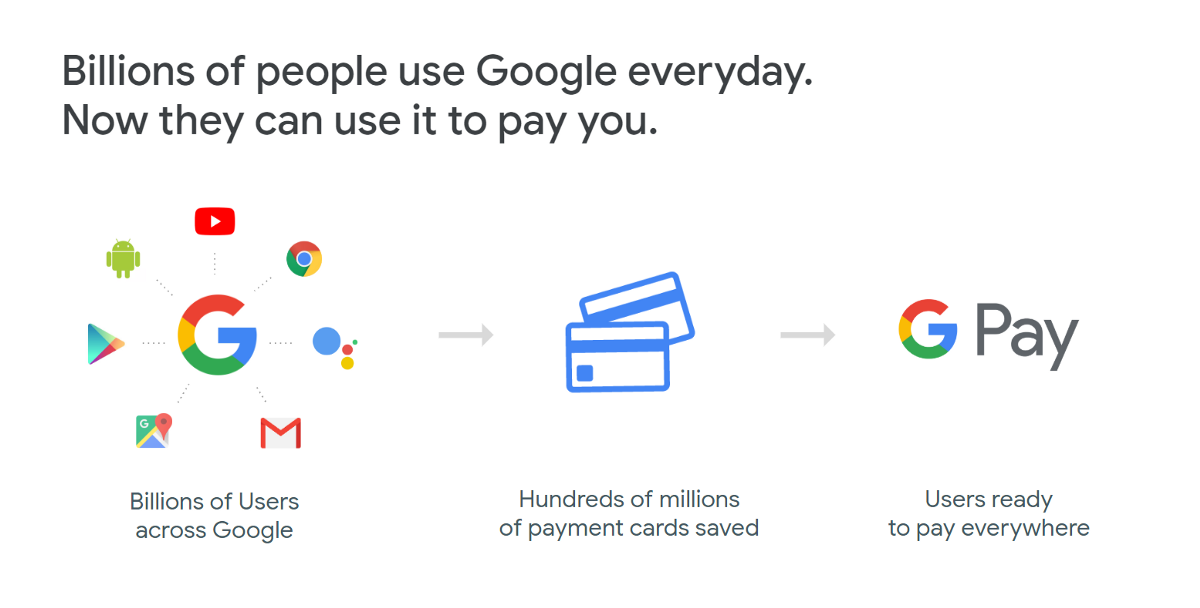 Billions of people use Google everyday.
Now they can use it to pay you.
G
G
G Pay
Billions of Users
across Google
Hundreds of millions
of payment cards saved
Users ready
to pay everywhere